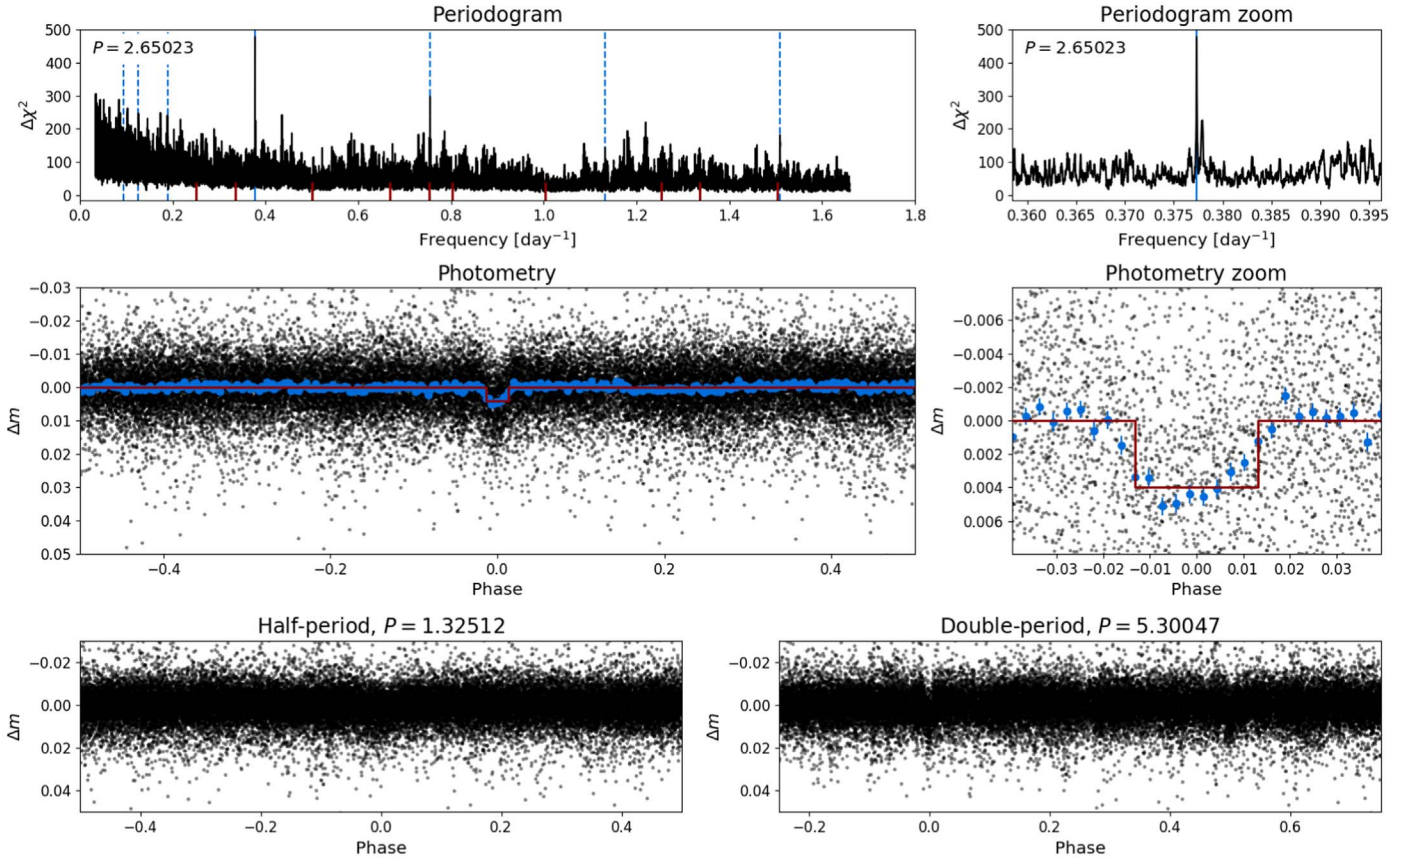 Periodogram
P = 2.65023
Δχ²
500
400
300
200
100
0
0.0 0.2 0.4 0.6 0.8 1.0 1.2 1.4 1.6 1.8
Frequency [day⁻¹]
Periodogram zoom
P = 2.65023
Δχ²
500
400
300
200
100
0
0.360 0.365 0.370 0.375 0.380 0.385 0.390 0.395
Frequency [day⁻¹]
Photometry
Δm
−0.03
−0.02
−0.01
0.00
0.01
0.02
0.03
0.04
0.05
−0.4 −0.2 0.0 0.2 0.4
Phase
Photometry zoom
Δm
−0.006
−0.004
−0.002
0.000
0.002
0.004
0.006
−0.03 −0.02 −0.01 0.00 0.01 0.02 0.03
Phase
Half-period, P = 1.32512
Δm
−0.02
0.00
0.02
0.04
−0.4 −0.2 0.0 0.2 0.4
Phase
Double-period, P = 5.30047
Δm
−0.02
0.00
0.02
0.04
−0.2 0.0 0.2 0.4 0.6
Phase